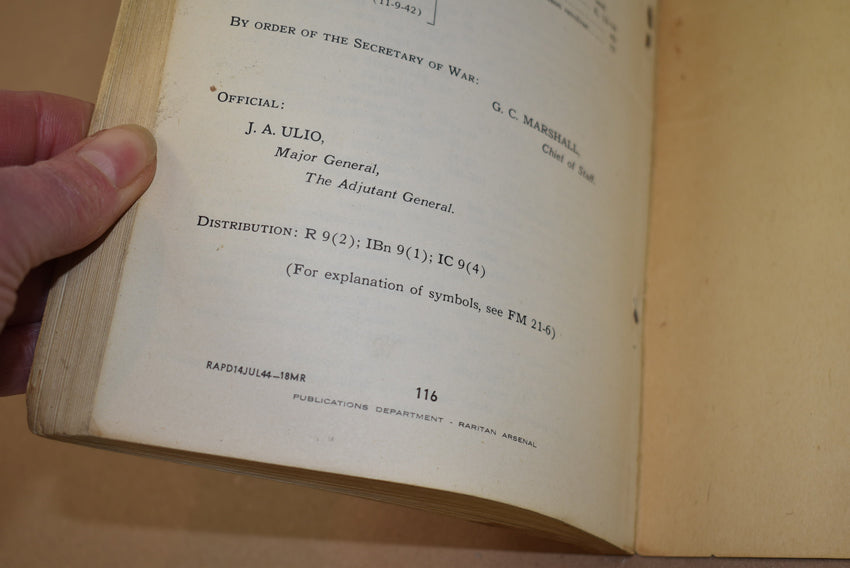 (11-9-42)
BY ORDER OF THE SECRETARY OF WAR:
G. C. MARSHALL,
Chief of Staff.
OFFICIAL:
J. A. ULIO,
Major General,
The Adjutant General.
DISTRIBUTION: R 9(2); IBn 9(1); IC 9(4)
(For explanation of symbols, see FM 21-6)
RAPD14JUL44—18MR
116
PUBLICATIONS DEPARTMENT - RARITAN ARSENAL